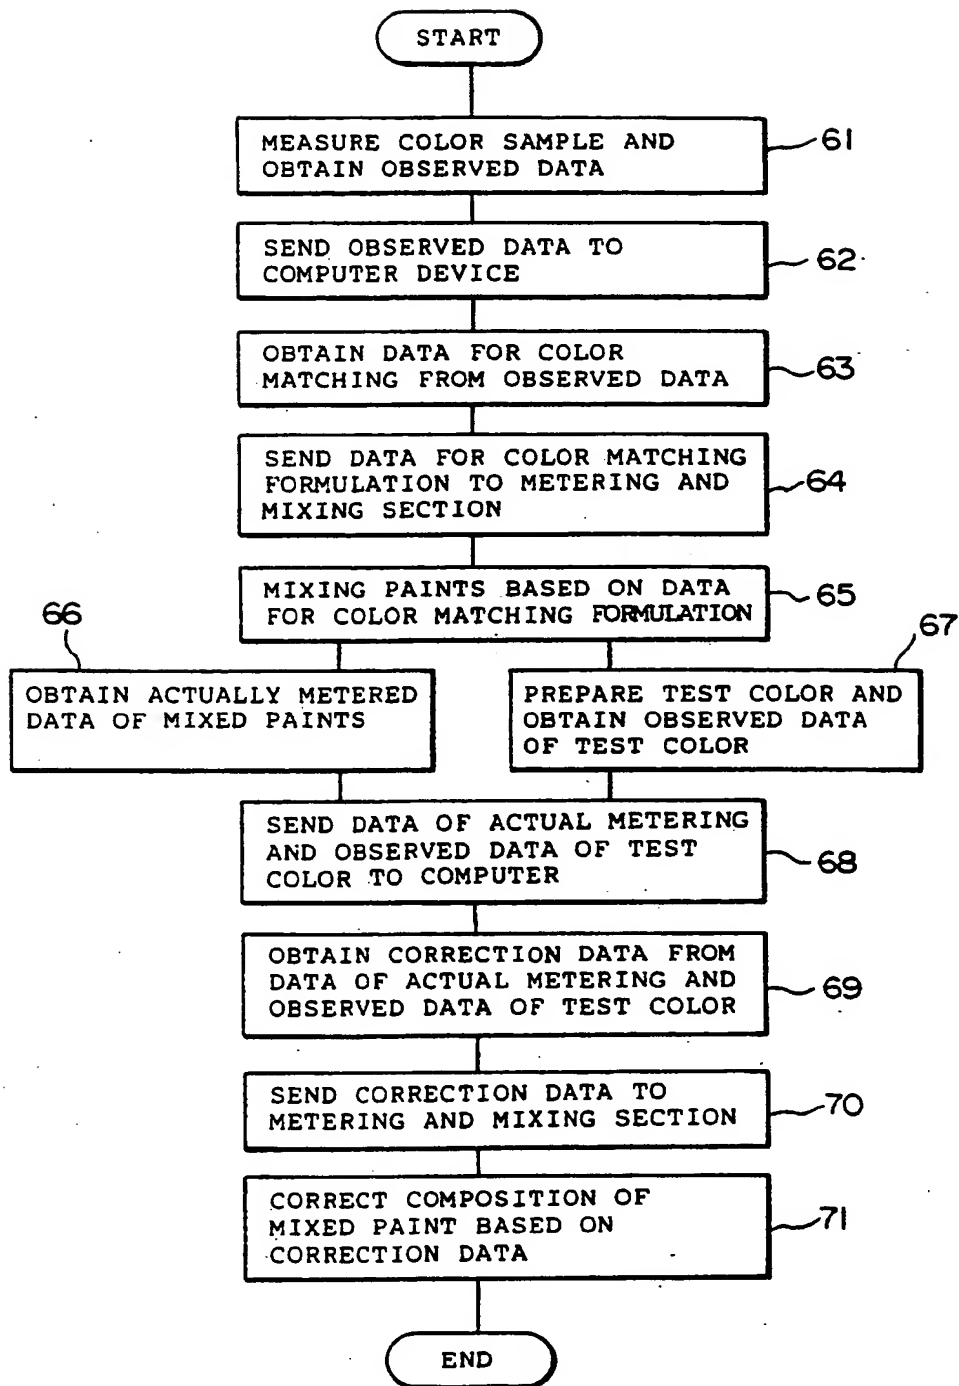 START
MEASURE COLOR SAMPLE AND
OBTAIN OBSERVED DATA
61
SEND OBSERVED DATA TO
COMPUTER DEVICE
62
OBTAIN DATA FOR COLOR
MATCHING FROM OBSERVED DATA
63
SEND DATA FOR COLOR MATCHING
FORMULATION TO METERING AND
MIXING SECTION
64
MIXING PAINTS BASED ON DATA
FOR COLOR MATCHING FORMULATION
65
66
OBTAIN ACTUALLY METERED
DATA OF MIXED PAINTS
67
PREPARE TEST COLOR AND
OBTAIN OBSERVED DATA
OF TEST COLOR
SEND DATA OF ACTUAL METERING
AND OBSERVED DATA OF TEST
COLOR TO COMPUTER
68
OBTAIN CORRECTION DATA FROM
DATA OF ACTUAL METERING AND
OBSERVED DATA OF TEST COLOR
69
SEND CORRECTION DATA TO
METERING AND MIXING SECTION
70
CORRECT COMPOSITION OF
MIXED PAINT BASED ON
CORRECTION DATA
71
END